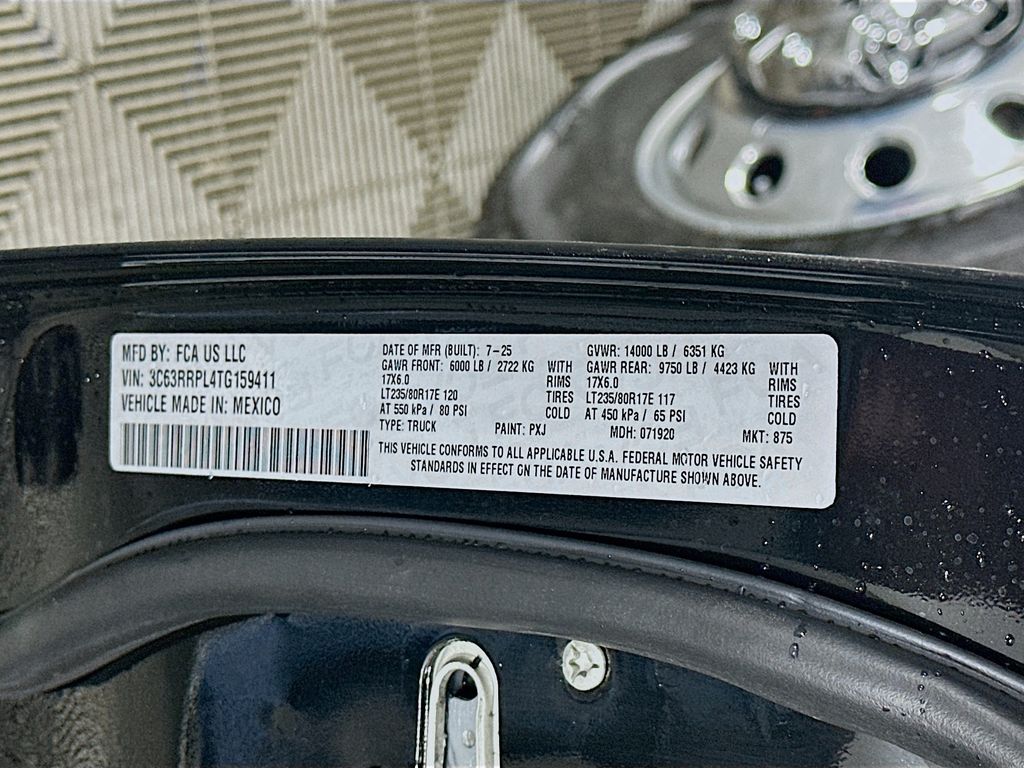 MFD BY: FCA US LLC
VIN: 3C63RRPL4TG159411
VEHICLE MADE IN: MEXICO
DATE OF MFR (BUILT): 7-25
GAWR FRONT: 6000 LB / 2722 KG WITH
17X6.0 RIMS
LT235/80R17E 120 TIRES
AT 550 kPa / 80 PSI COLD
TYPE: TRUCK PAINT: PXJ
GVWR: 14000 LB / 6351 KG
GAWR REAR: 9750 LB / 4423 KG WITH
17X6.0 RIMS
LT235/80R17E 117 TIRES
AT 450 kPa / 65 PSI COLD
MDH: 071920 MKT: 875
THIS VEHICLE CONFORMS TO ALL APPLICABLE U.S.A. FEDERAL MOTOR VEHICLE SAFETY
STANDARDS IN EFFECT ON THE DATE OF MANUFACTURE SHOWN ABOVE.